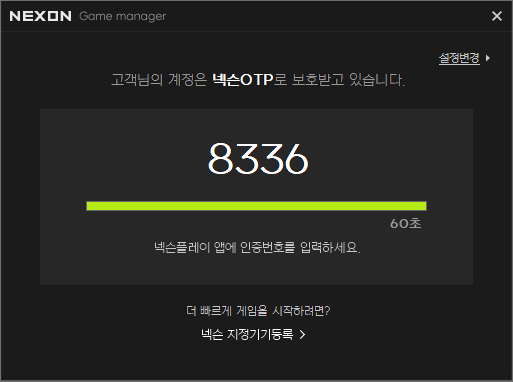 NEXON Game manager
설정변경
고객님의 계정은 넥슨OTP로 보호받고 있습니다.
8336
60초
넥슨플레이 앱에 인증번호를 입력하세요.
더 빠르게 게임을 시작하려면?
넥슨 지정기기등록 >